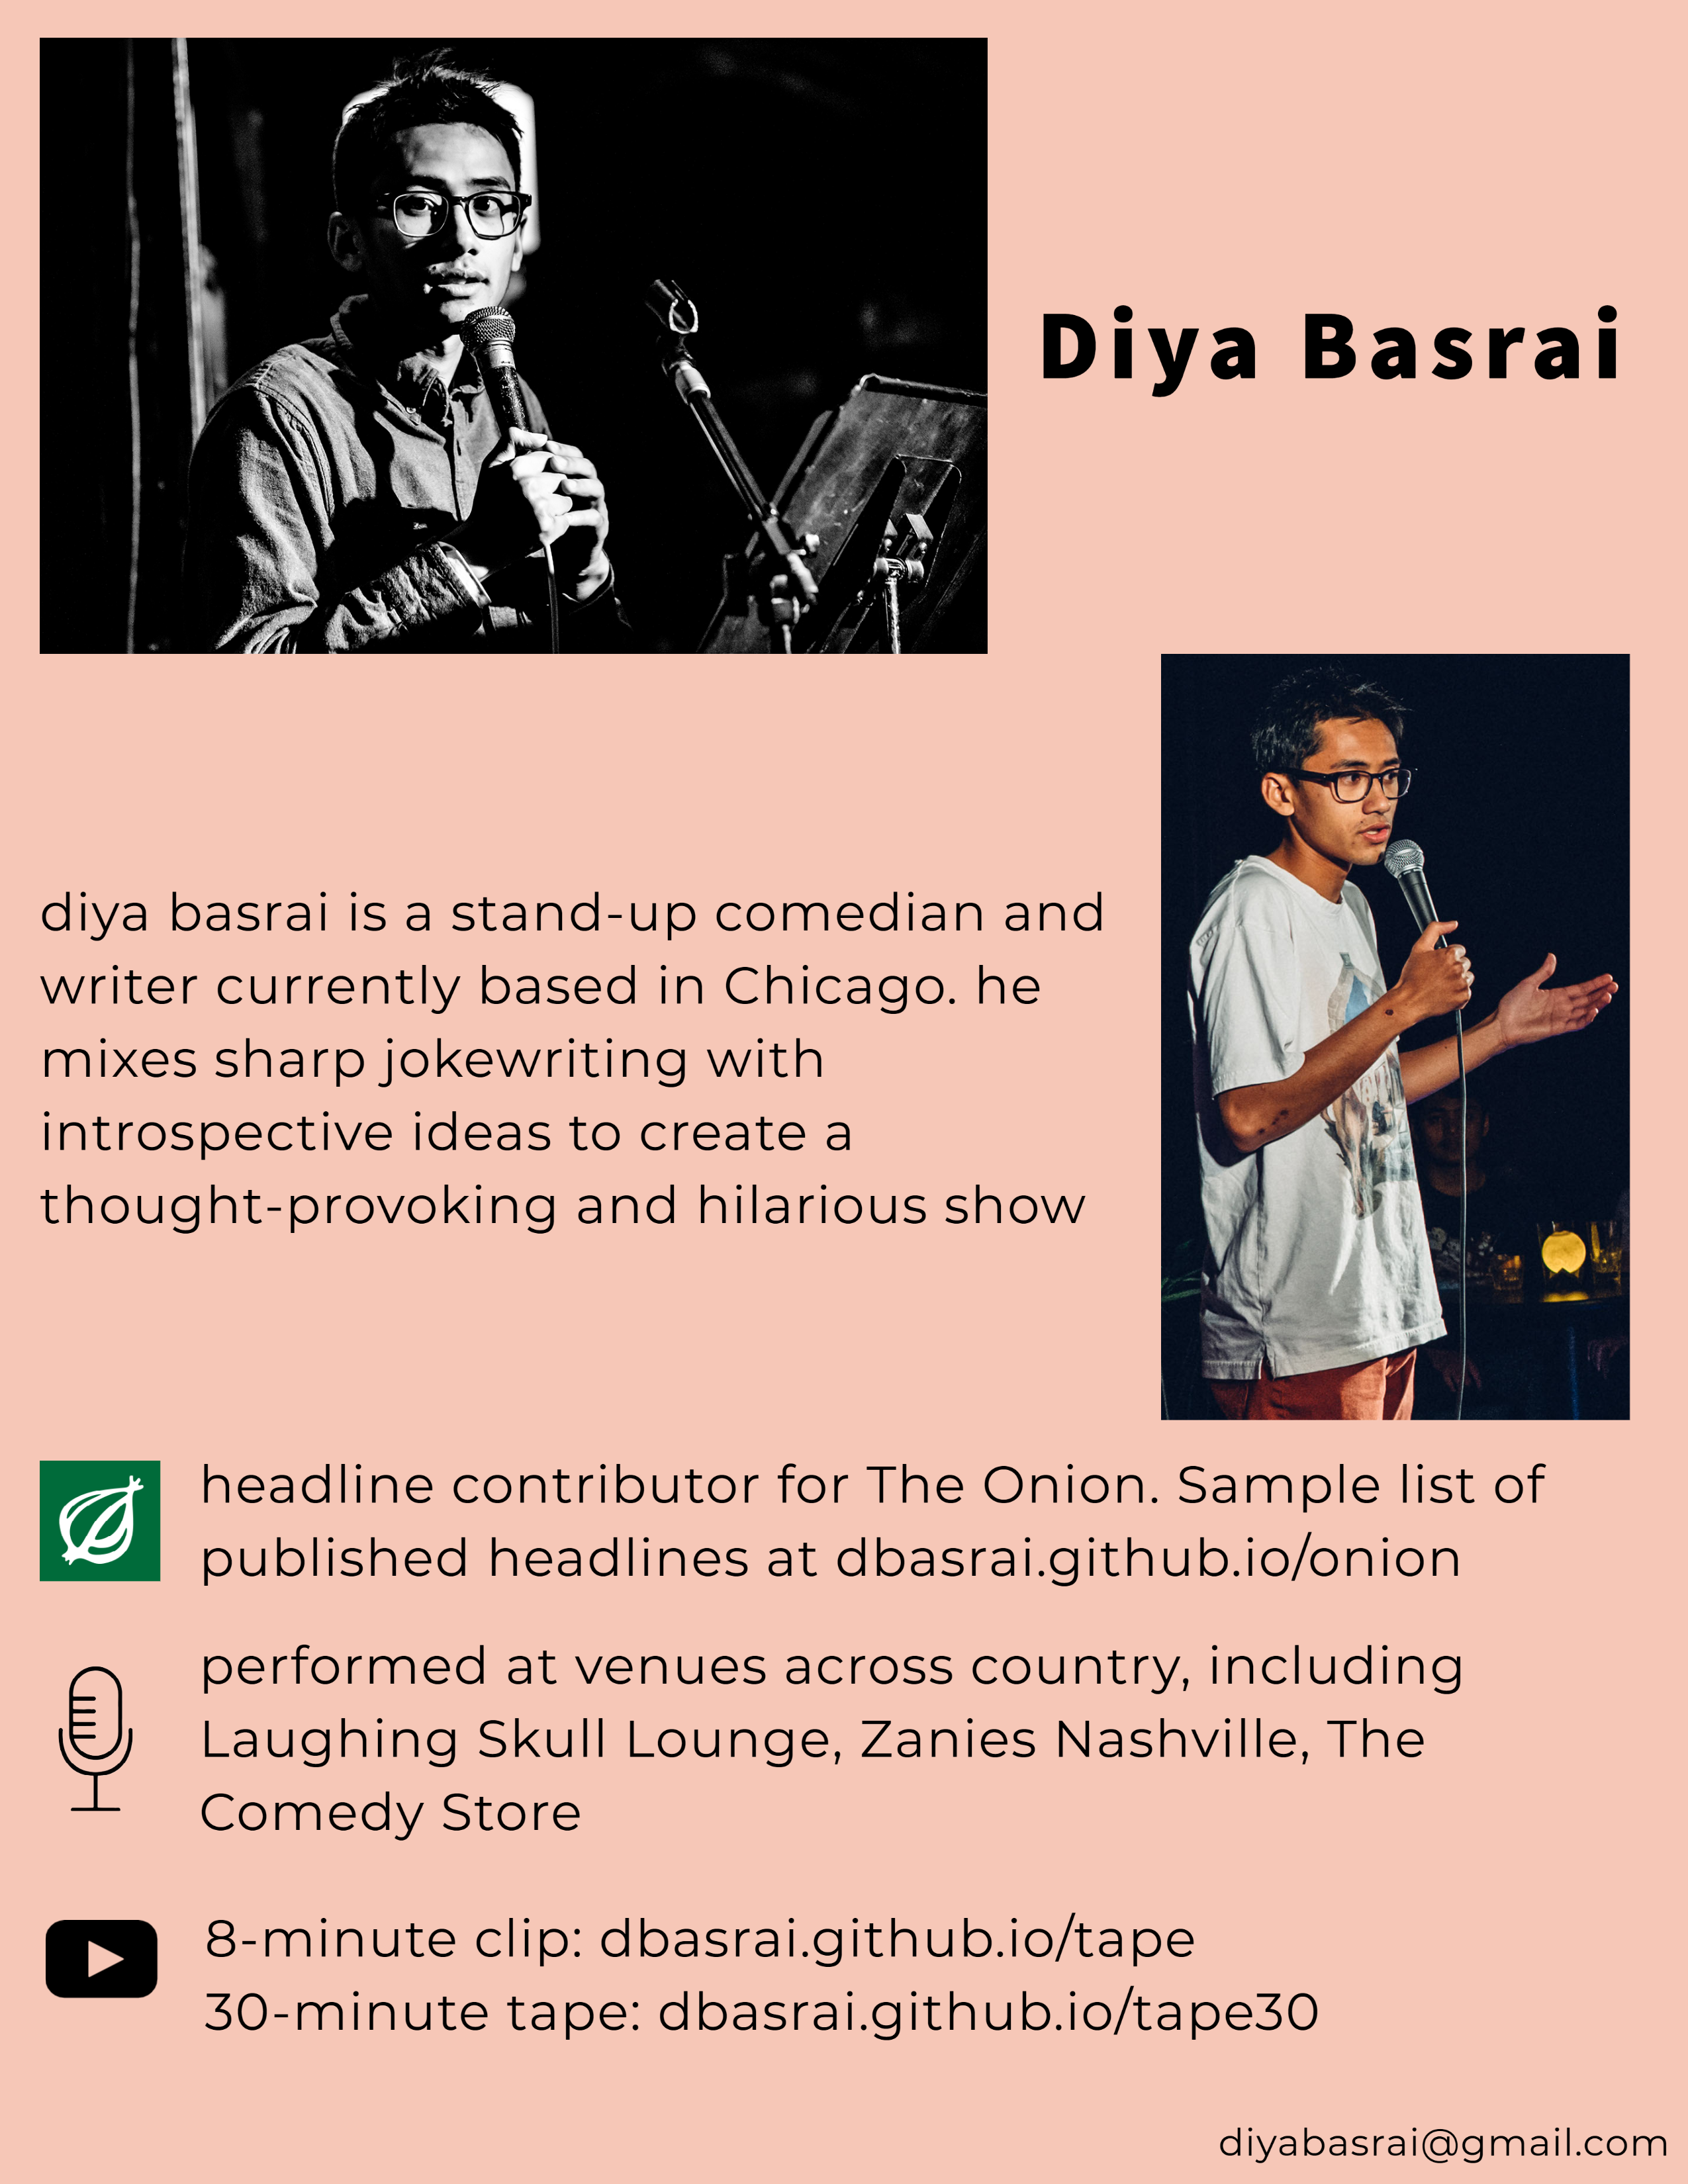 Diya Basrai
diya basrai is a stand-up comedian and
writer currently based in Chicago. he
mixes sharp jokewriting with
introspective ideas to create a
thought-provoking and hilarious show
headline contributor for The Onion. Sample list of
published headlines at dbasrai.github.io/onion
performed at venues across country, including
Laughing Skull Lounge, Zanies Nashville, The
Comedy Store
8-minute clip: dbasrai.github.io/tape
30-minute tape: dbasrai.github.io/tape30
diyabasrai@gmail.com